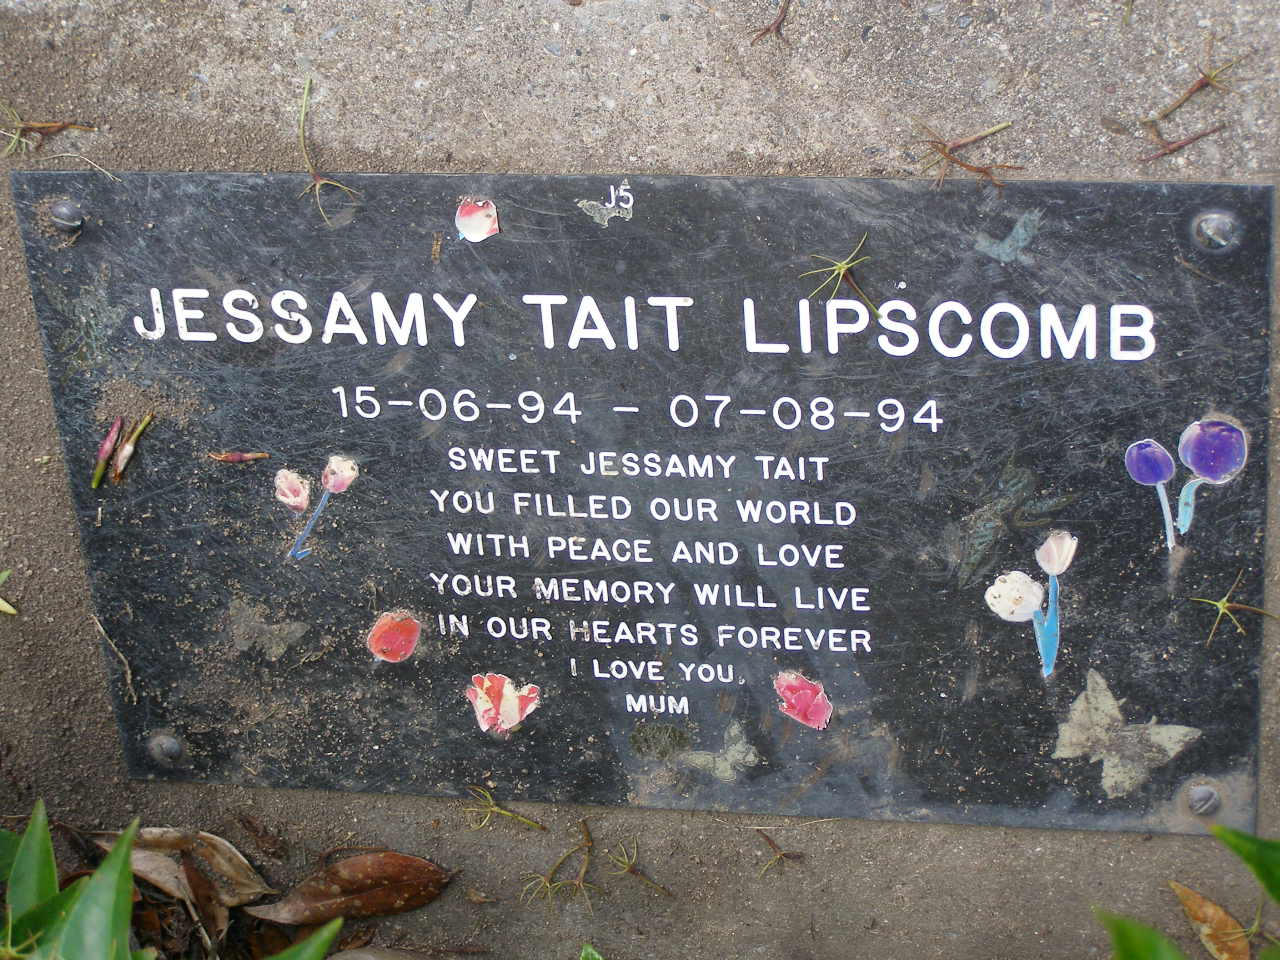 J5
JESSAMY TAIT LIPSCOMB
15-06-94 - 07-08-94
SWEET JESSAMY TAIT
YOU FILLED OUR WORLD
WITH PEACE AND LOVE
YOUR MEMORY WILL LIVE
IN OUR HEARTS FOREVER
I LOVE YOU,
MUM